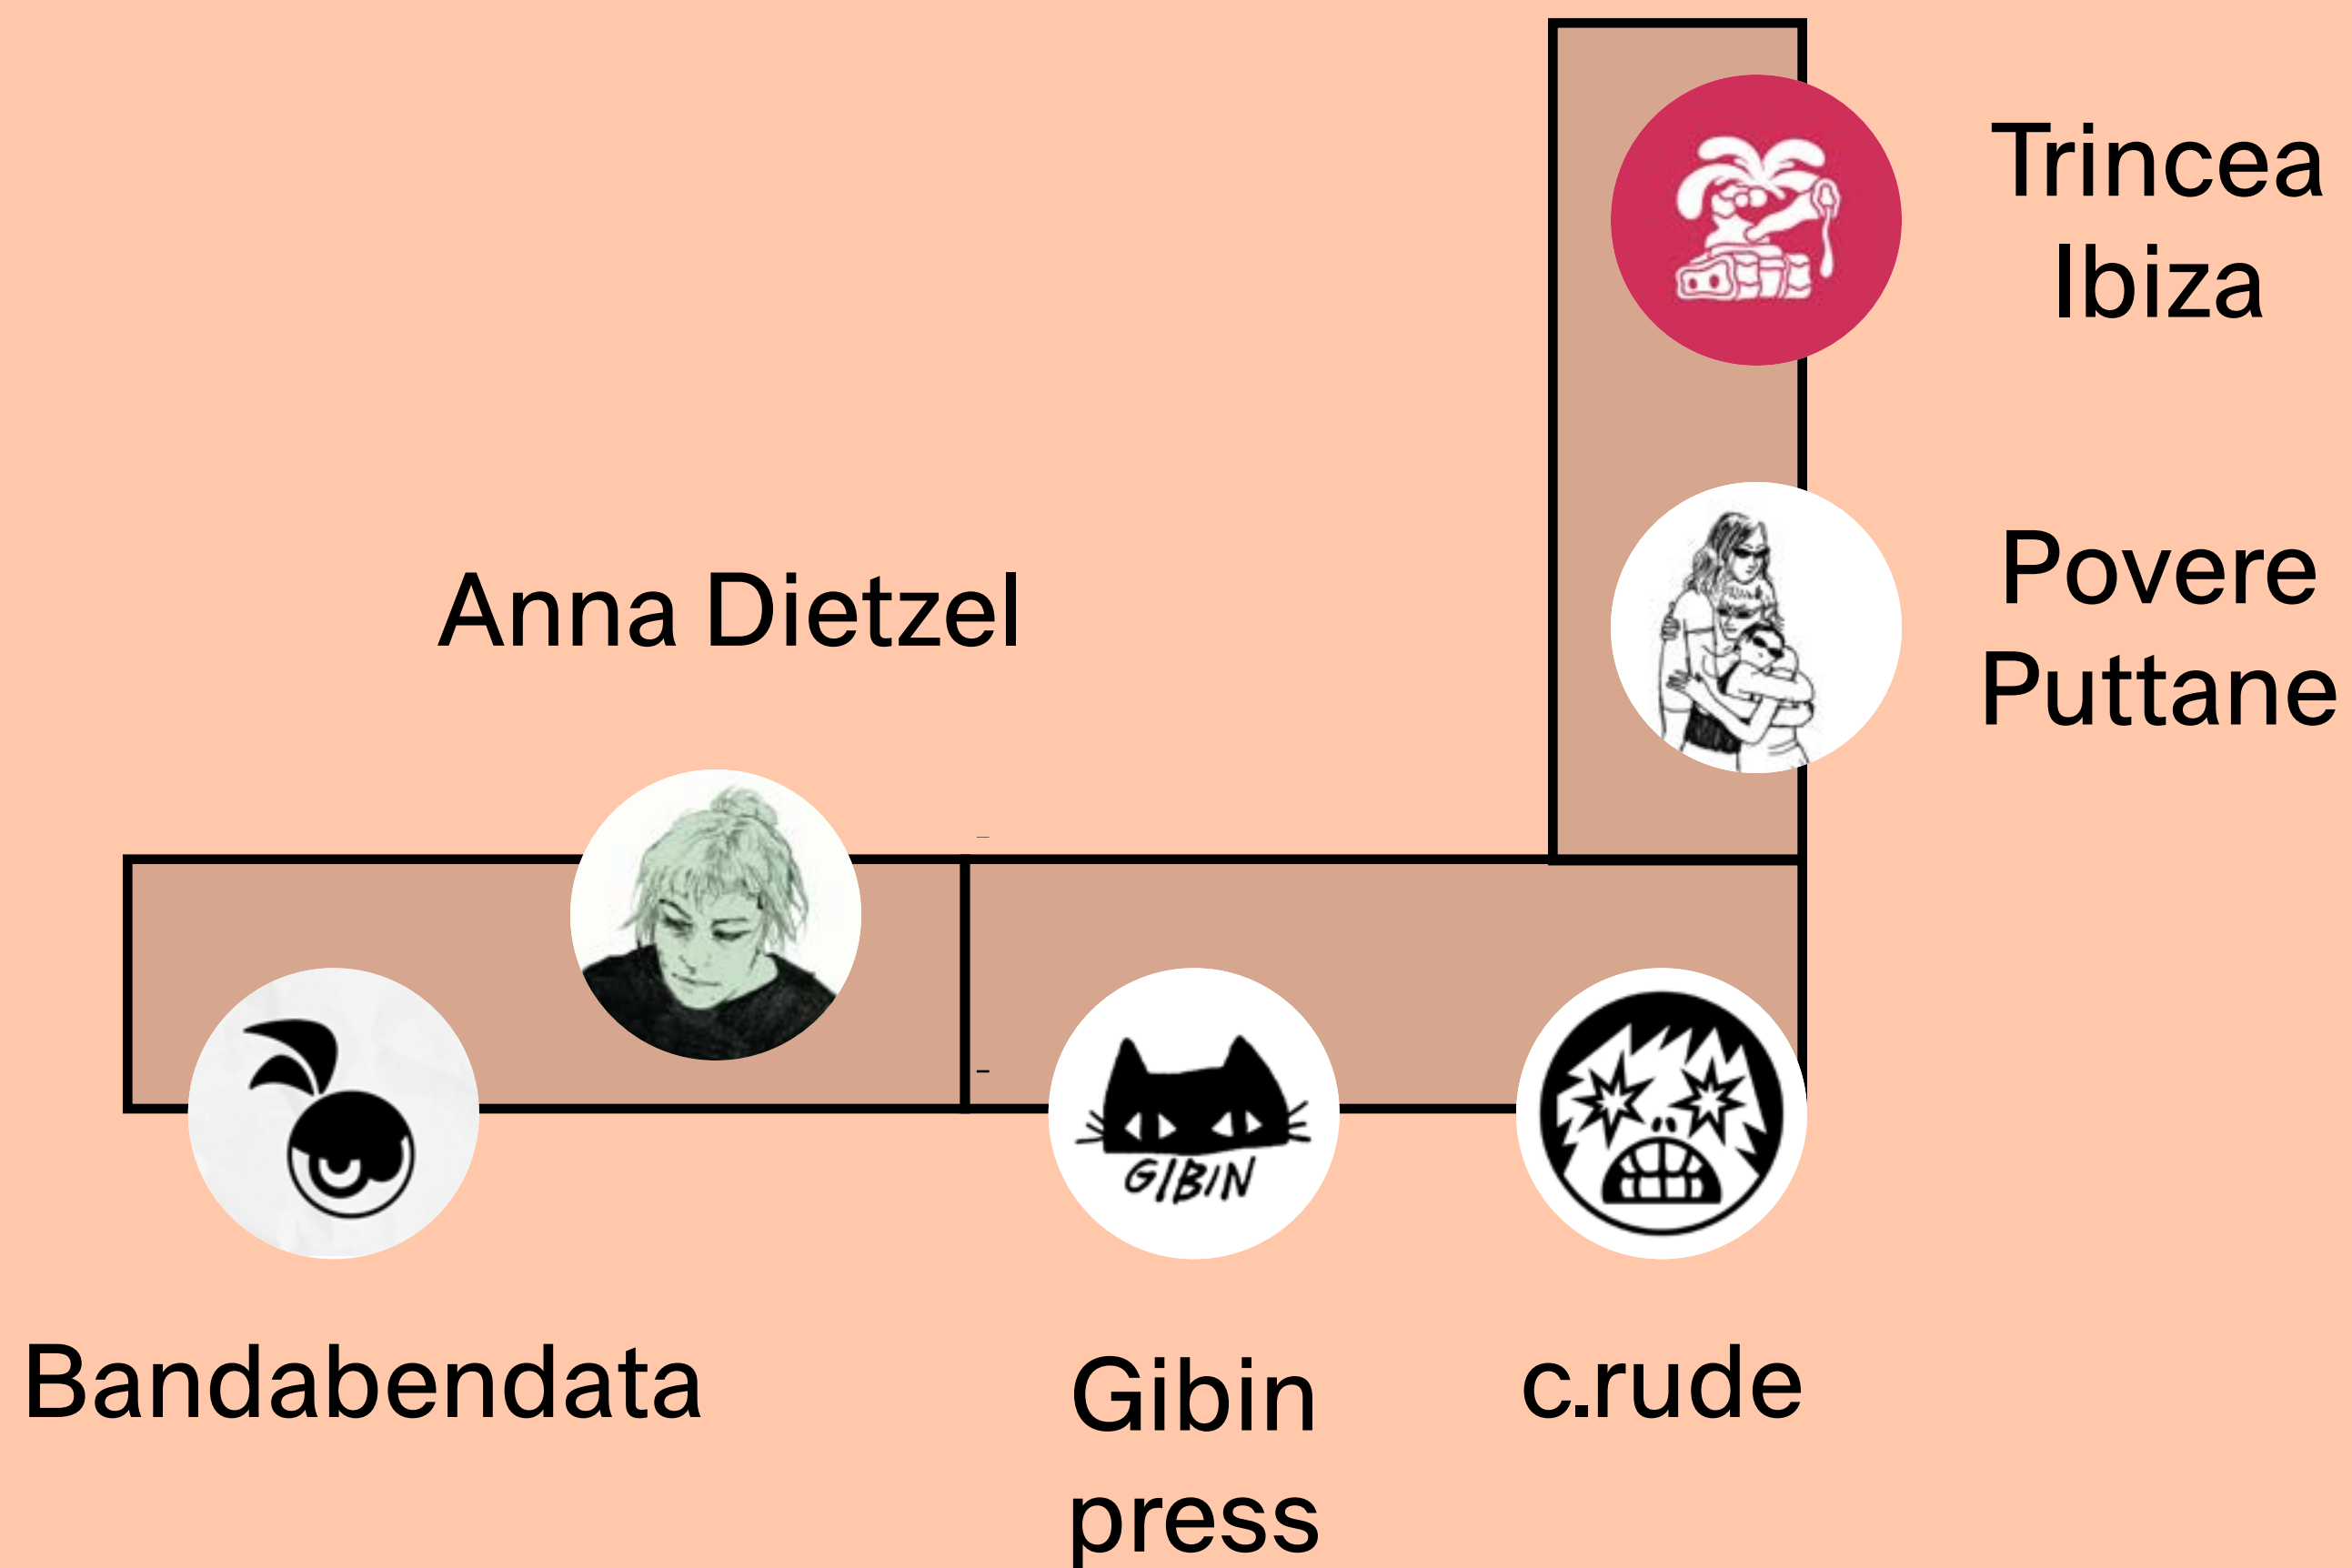 Trincea
Ibiza
Povere
Puttane
Anna Dietzel
GIBIN
Bandabendata
Gibin
press
c.rude